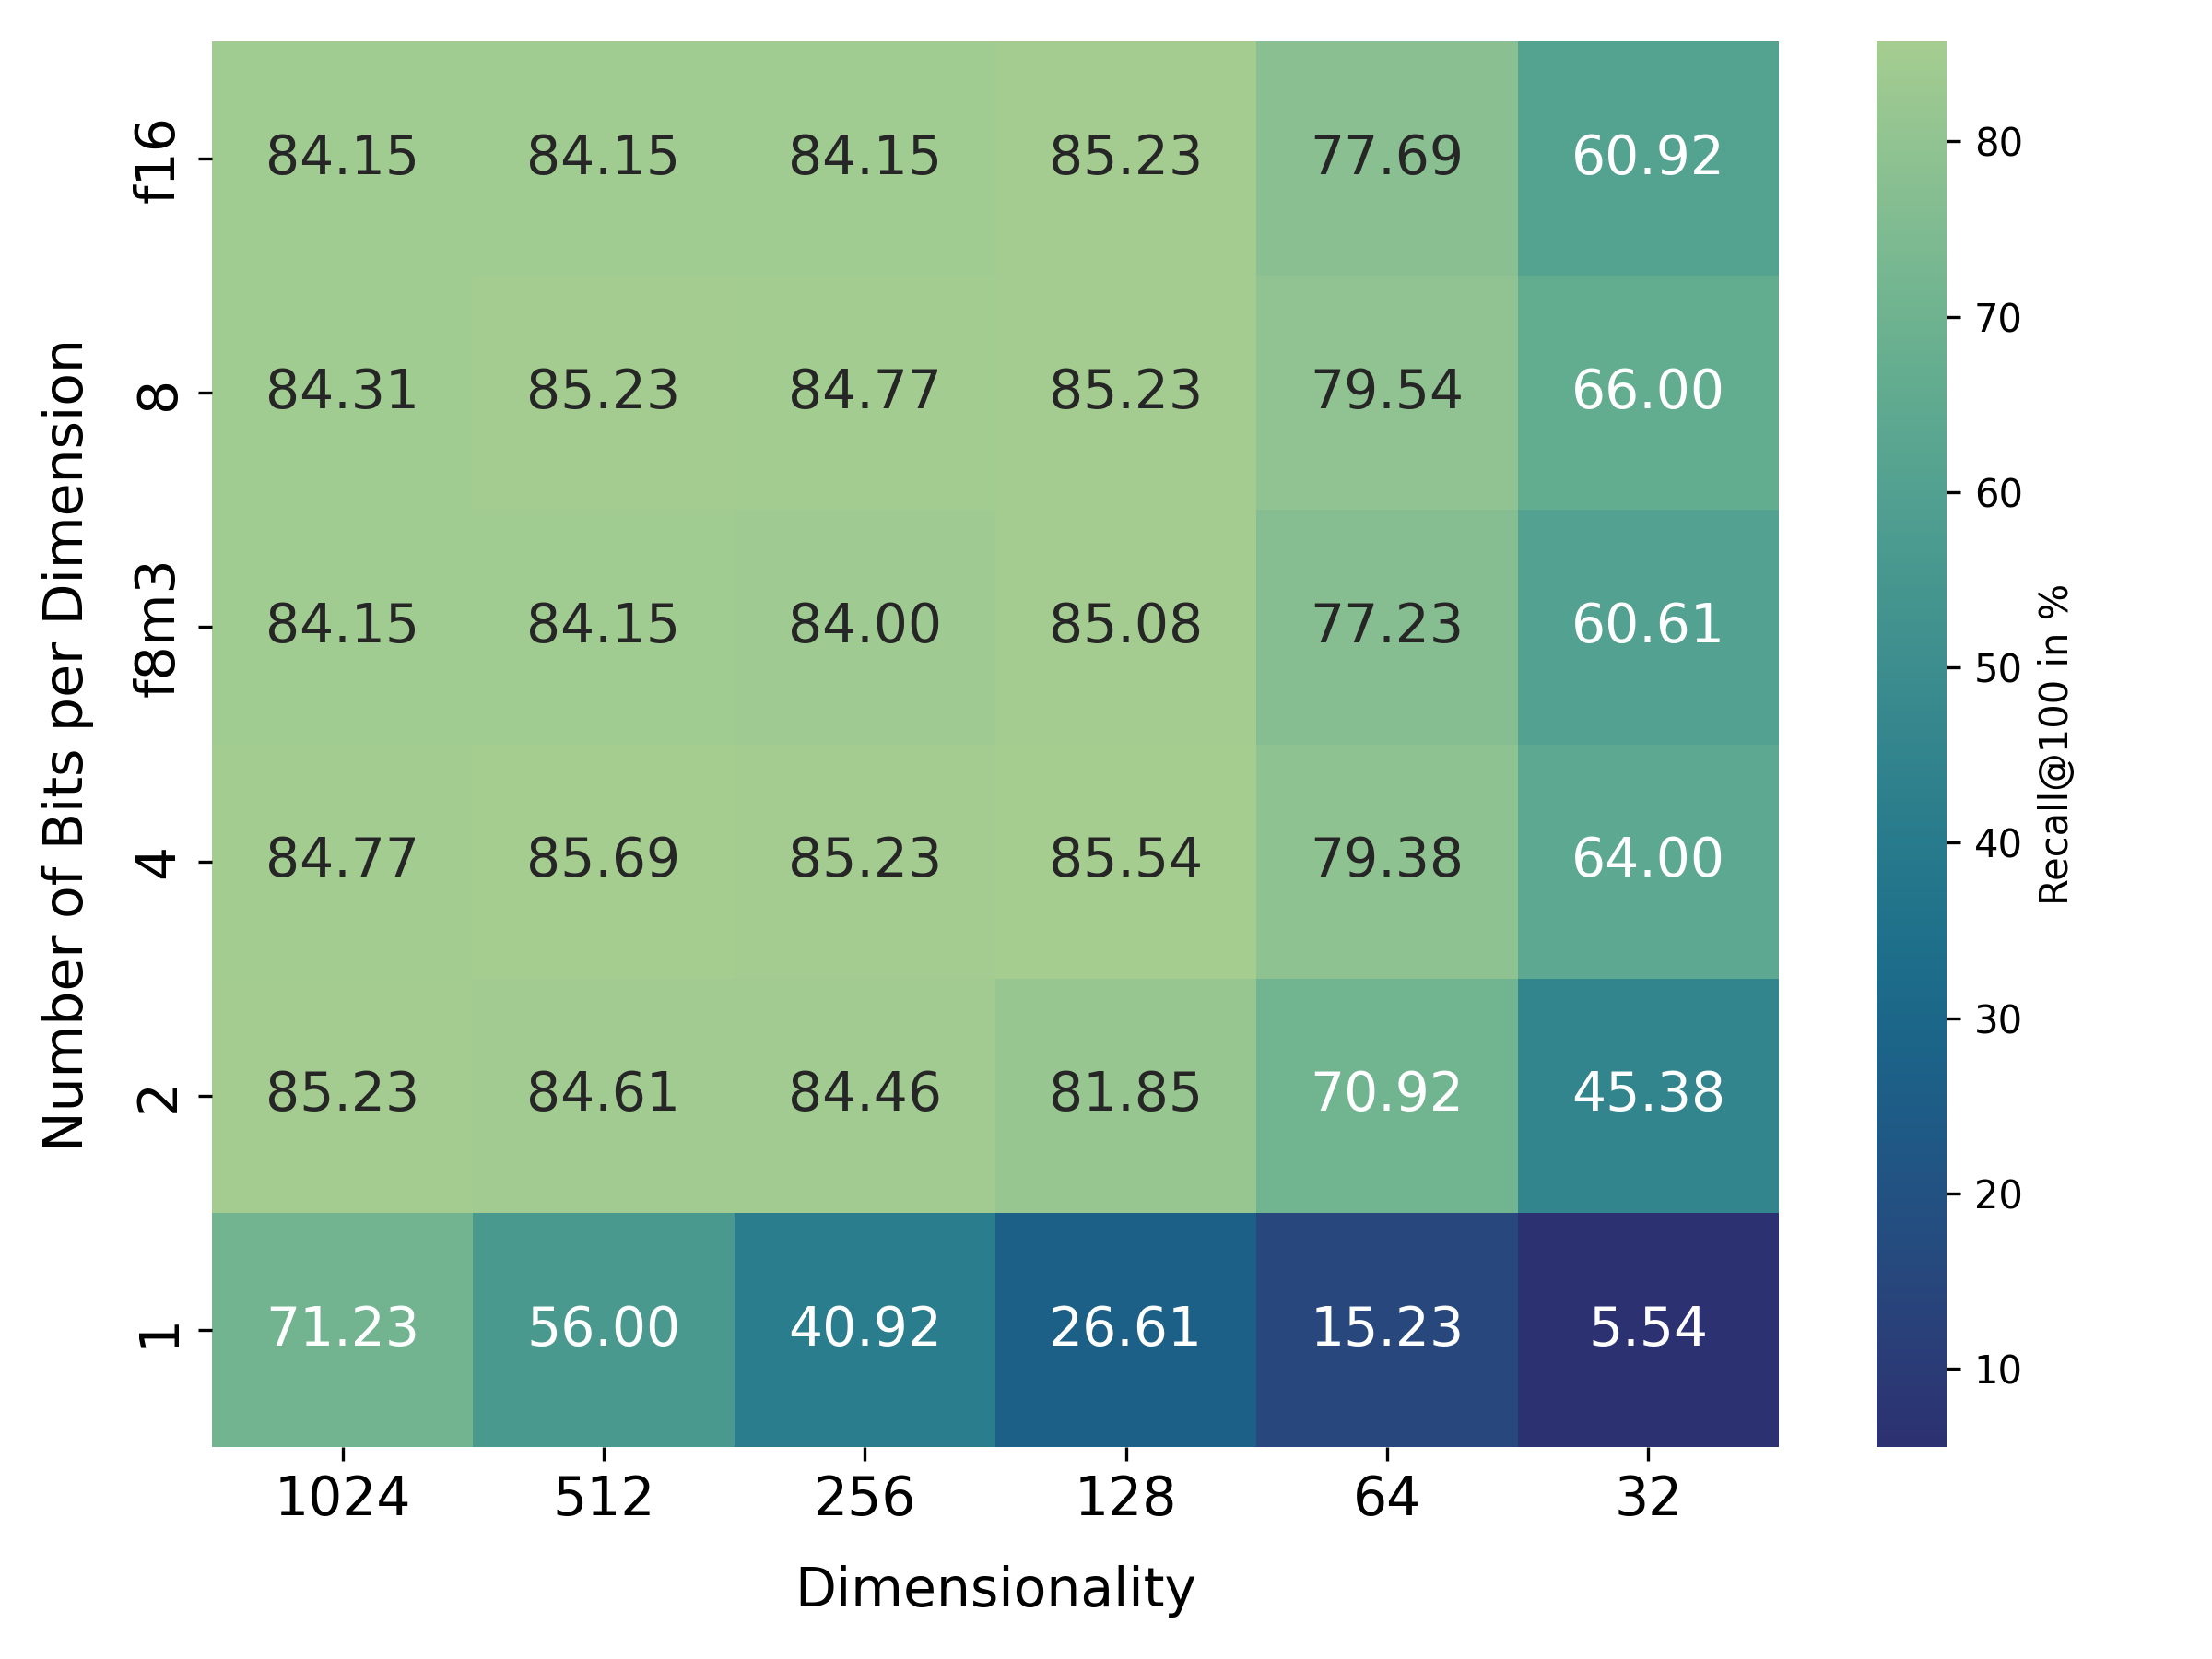 Number of Bits per Dimension
f16
84.15 84.15 84.15 85.23 77.69 60.92
8
84.31 85.23 84.77 85.23 79.54 66.00
f8m3
84.15 84.15 84.00 85.08 77.23 60.61
4
84.77 85.69 85.23 85.54 79.38 64.00
2
85.23 84.61 84.46 81.85 70.92 45.38
1
71.23 56.00 40.92 26.61 15.23 5.54
1024 512 256 128 64 32
Dimensionality
80
70
60
50
40
30
20
10
Recall@100 in %